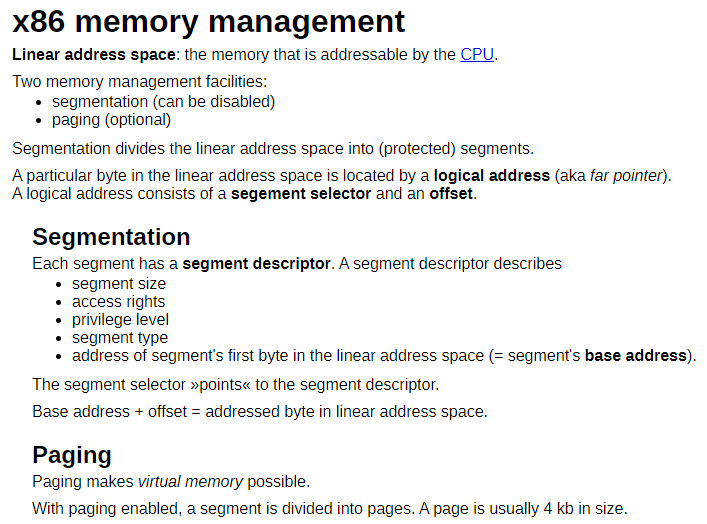 x86 memory management
Linear address space: the memory that is addressable by the CPU.
Two memory management facilities:
• segmentation (can be disabled)
• paging (optional)
Segmentation divides the linear address space into (protected) segments.
A particular byte in the linear address space is located by a logical address (aka far pointer).
A logical address consists of a segement selector and an offset.
Segmentation
Each segment has a segment descriptor. A segment descriptor describes
• segment size
• access rights
• privilege level
• segment type
• address of segment's first byte in the linear address space (= segment's base address).
The segment selector »points« to the segment descriptor.
Base address + offset = addressed byte in linear address space.
Paging
Paging makes virtual memory possible.
With paging enabled, a segment is divided into pages. A page is usually 4 kb in size.